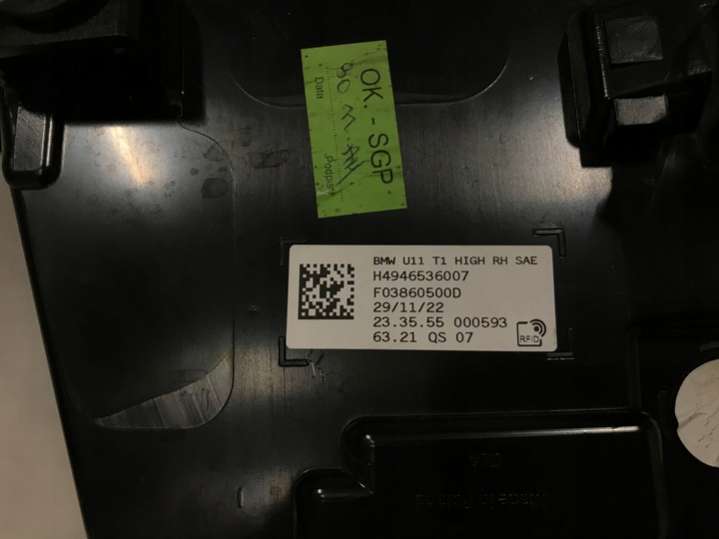 OK. - SGP
Data
Podpis
BMW U11 T1 HIGH RH SAE
H4946536007
F03860500D
29/11/22
23.35.55 000593
63.21 QS 07
RFID